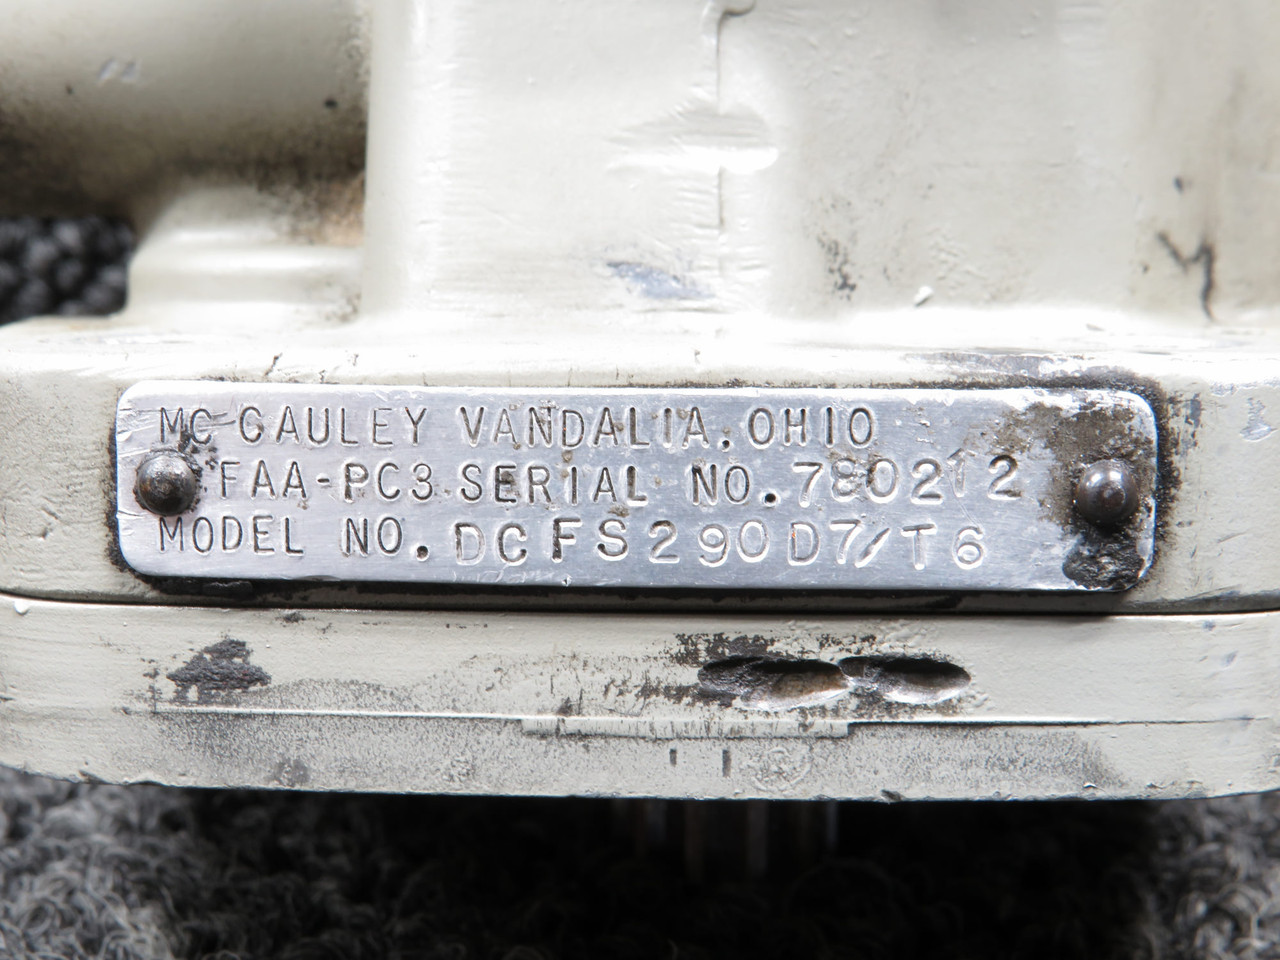 MC CAULEY VANDALIA. OHIO
FAA-PC3 SERIAL NO. 780212
MODEL NO. DCFS290D7/T6